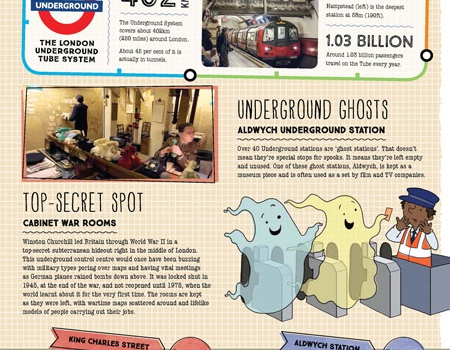 UNDERGROUND
402
KM
THE LONDON
UNDERGROUND
TUBE SYSTEM
The Underground System
covers about 402km
(250 miles) around London.
About 45 per cent of it is
actually in tunnels.
Hampstead (left) is the deepest
station at 58m (190ft).
1.03 BILLION
Around 1.03 billion passengers
travel on the Tube every year.
UNDERGROUND GHOSTS
ALDWYCH UNDERGROUND STATION
Over 40 Underground stations are 'ghost stations'. That doesn't
mean they're special stops for spooks. It means they're left empty
and unused. One of these ghost stations, Aldwych, is kept as a
museum piece and is often used as a set by film and TV companies.
TOP-SECRET SPOT
CABINET WAR ROOMS
Winston Churchill led Britain through World War II in a
top-secret subterranean hideout right in the middle of London.
This underground control centre would once have been buzzing
with military types poring over maps and having vital meetings
as German planes rained bombs down above. It was locked shut in
1945, at the end of the war, and not reopened until 1975, when the
world learnt about it for the very first time. The rooms are kept
as they were left, with wartime maps scattered around and lifelike
models of people carrying out their jobs.
KING CHARLES STREET
ALDWYCH STATION,